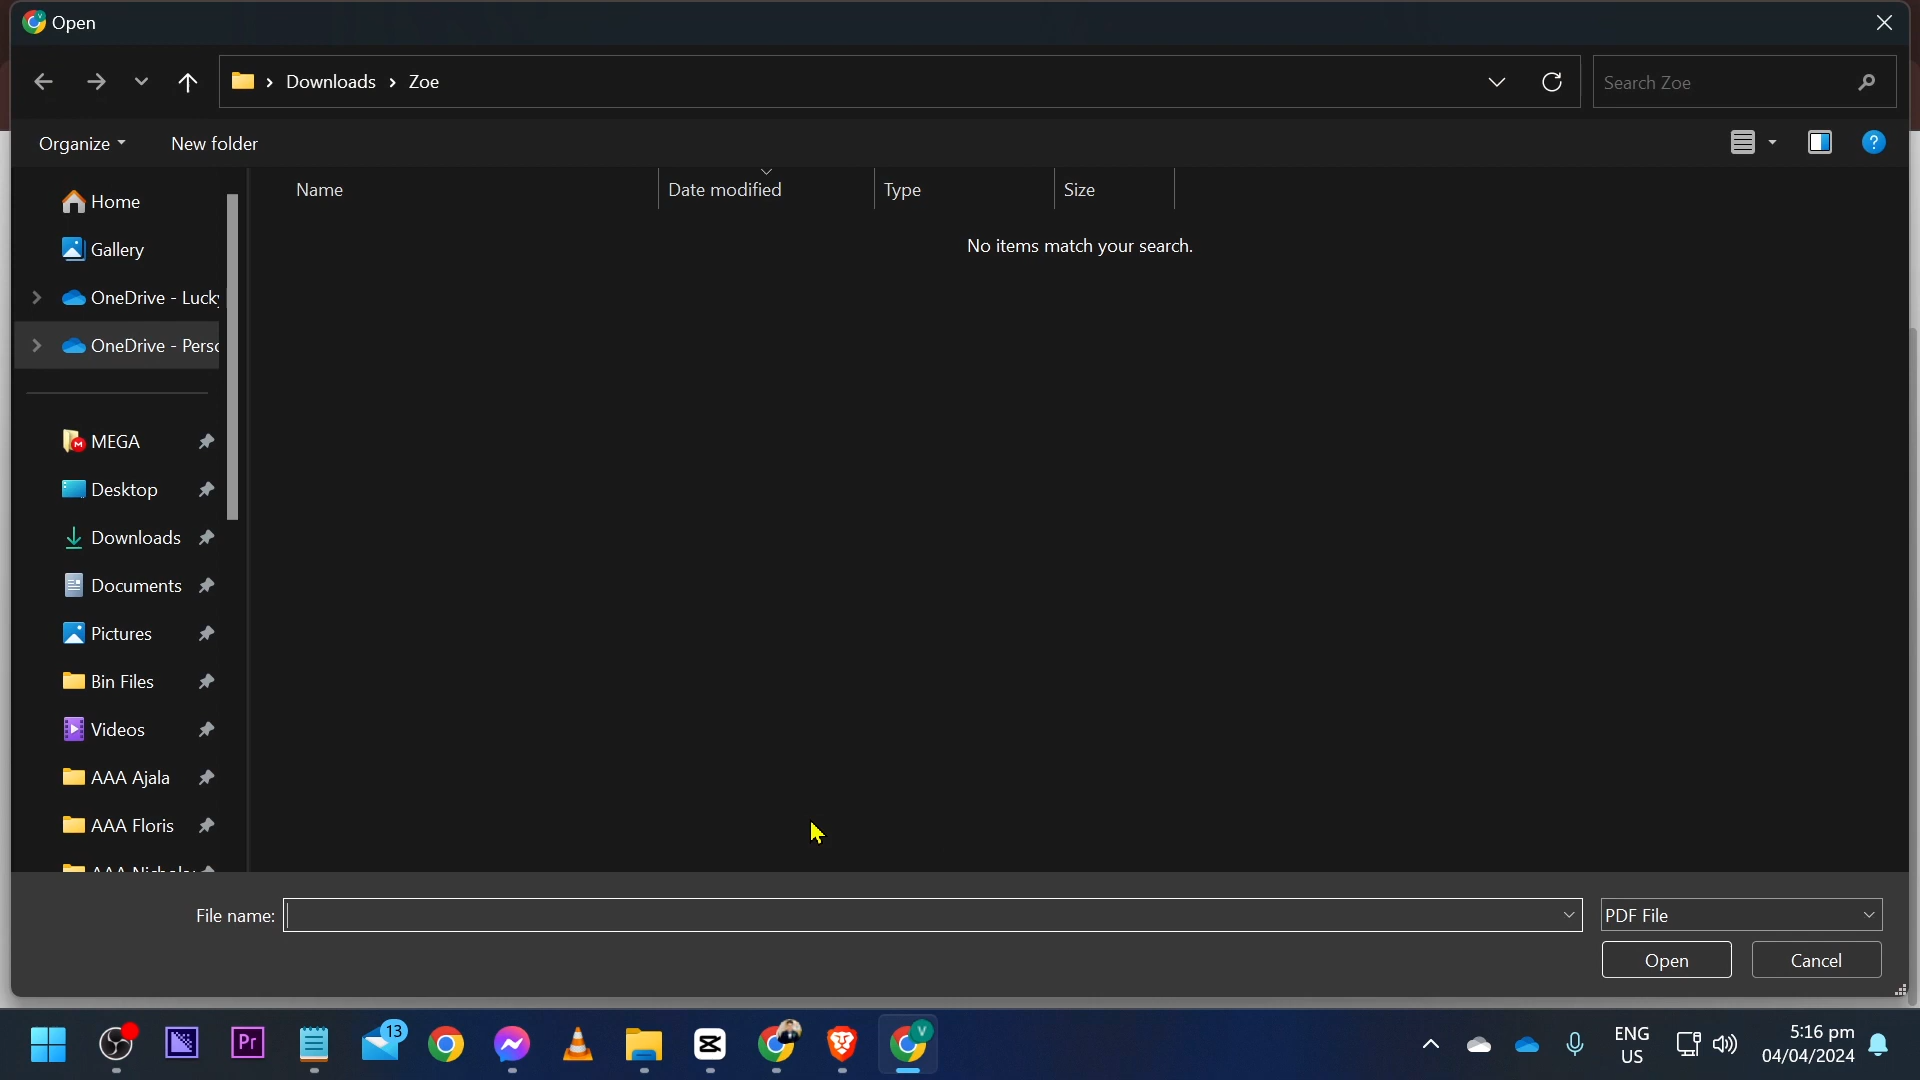 Open
Downloads > Zoe
Search Zoe
Organize
New folder
Name
Date modified
Type
Size
No items match your search.
Home
Gallery
OneDrive - Lucky
OneDrive - Perso
MEGA
Desktop
Downloads
Documents
Pictures
Bin Files
Videos
AAA Ajala
AAA Floris
File name:
PDF File
Open
Cancel
13
V
ENG
US
5:16 pm
04/04/2024